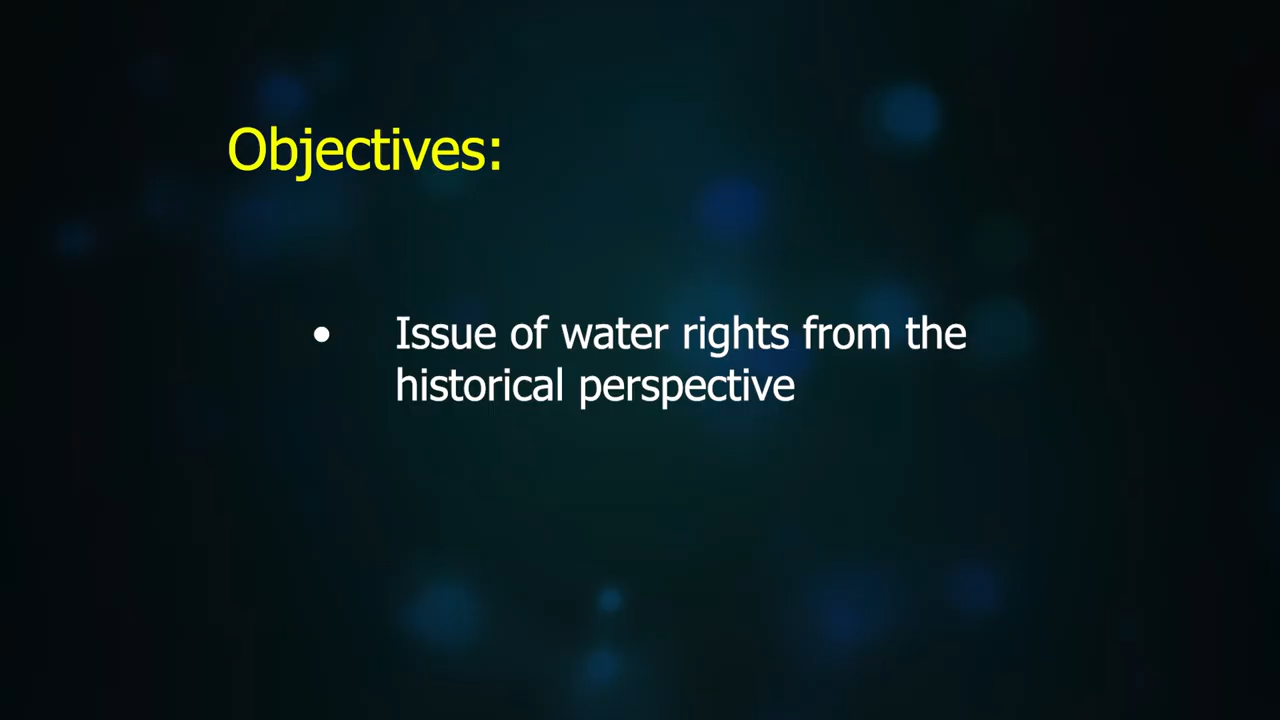 Objectives:
• Issue of water rights from the
historical perspective